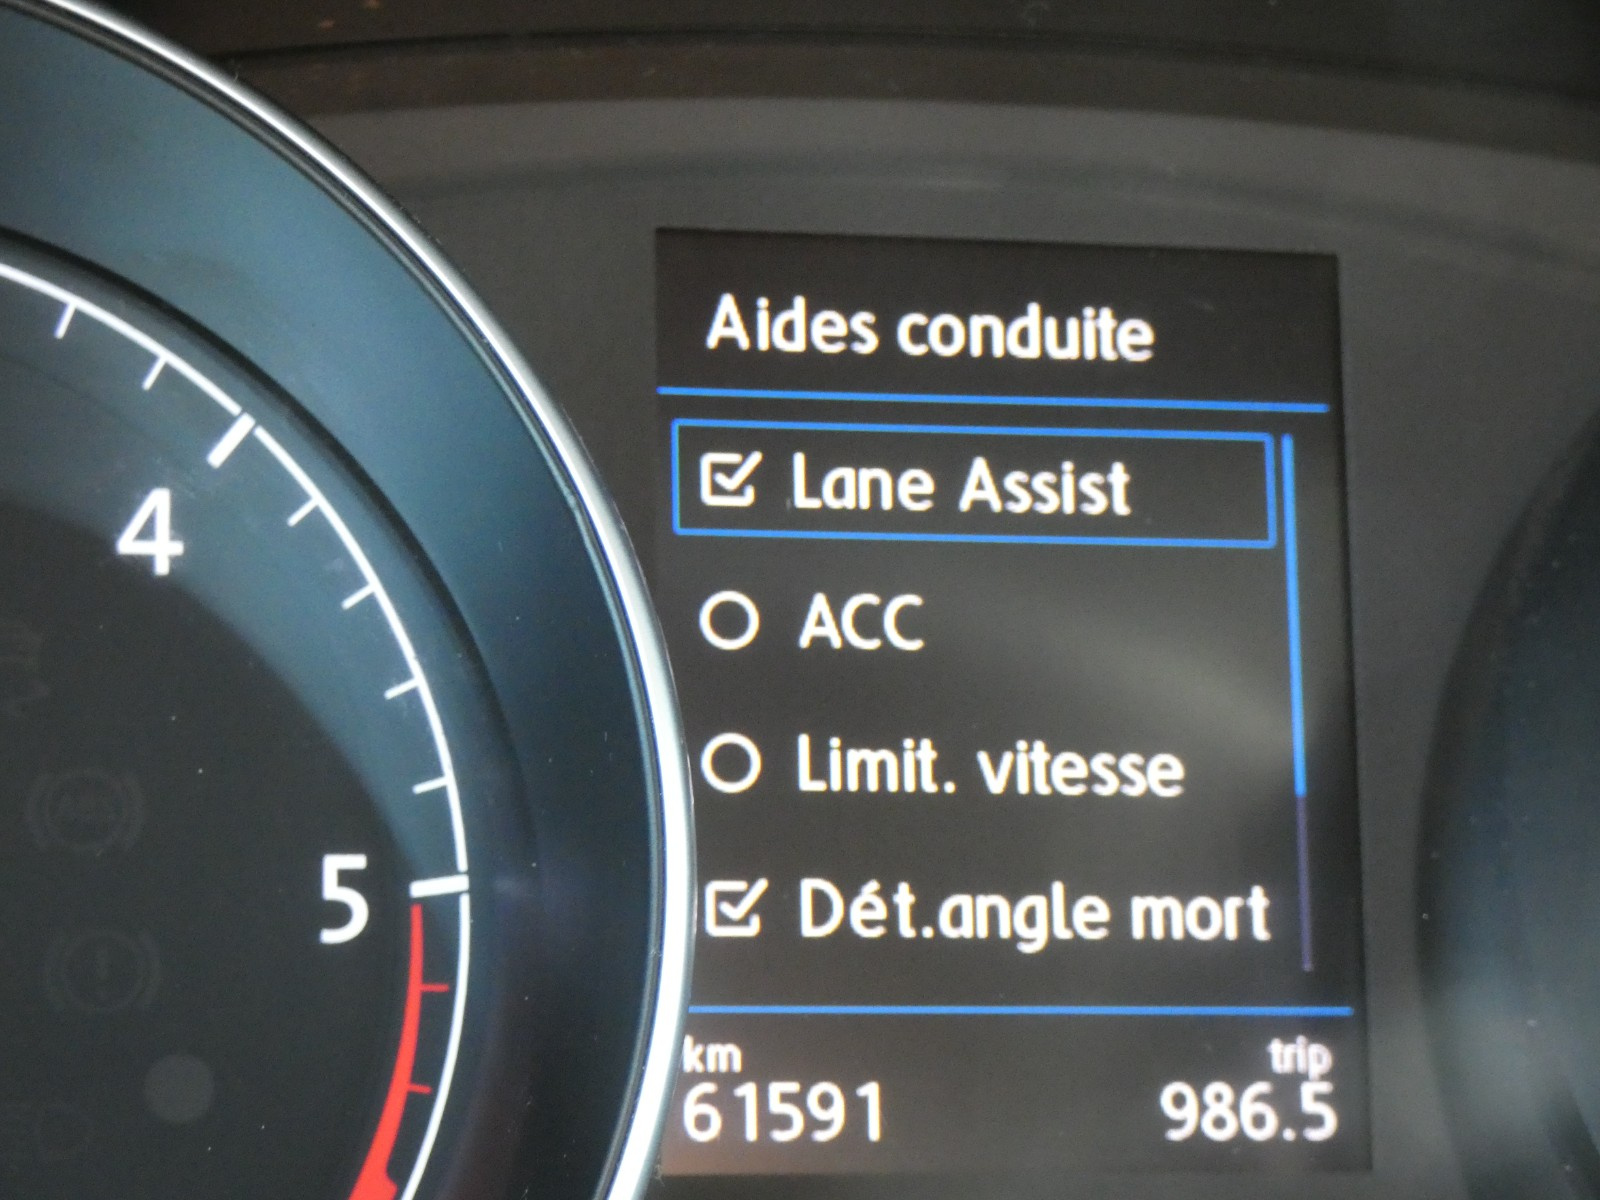 Aides conduite
Lane Assist
ACC
Limit. vitesse
Dét.angle mort
km trip
61591 986.5
4
5